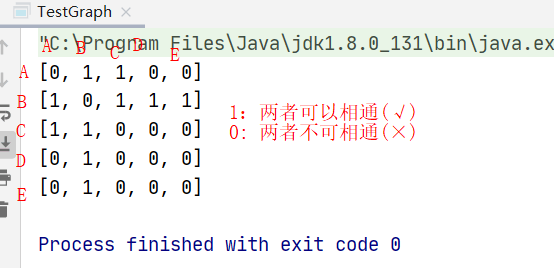 TestGraph
"C:\Program Files\Java\jdk1.8.0_131\bin\java.ex
A B C D E
A [0, 1, 1, 0, 0]
B [1, 0, 1, 1, 1]
1: 两者可以相通(√)
C [1, 1, 0, 0, 0]
0: 两者不可相通(×)
D [0, 1, 0, 0, 0]
E [0, 1, 0, 0, 0]
Process finished with exit code 0